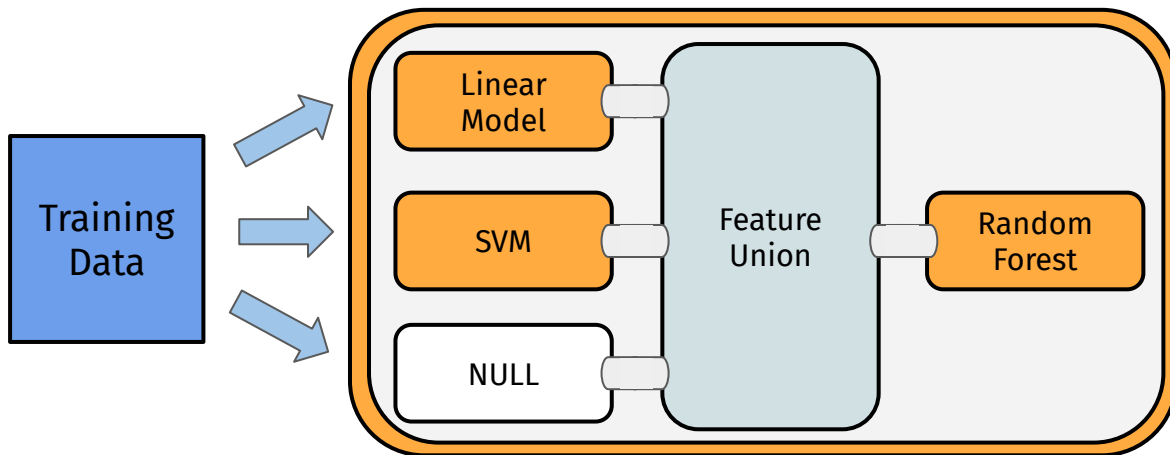 Training
Data
Linear
Model
SVM
NULL
Feature
Union
Random
Forest